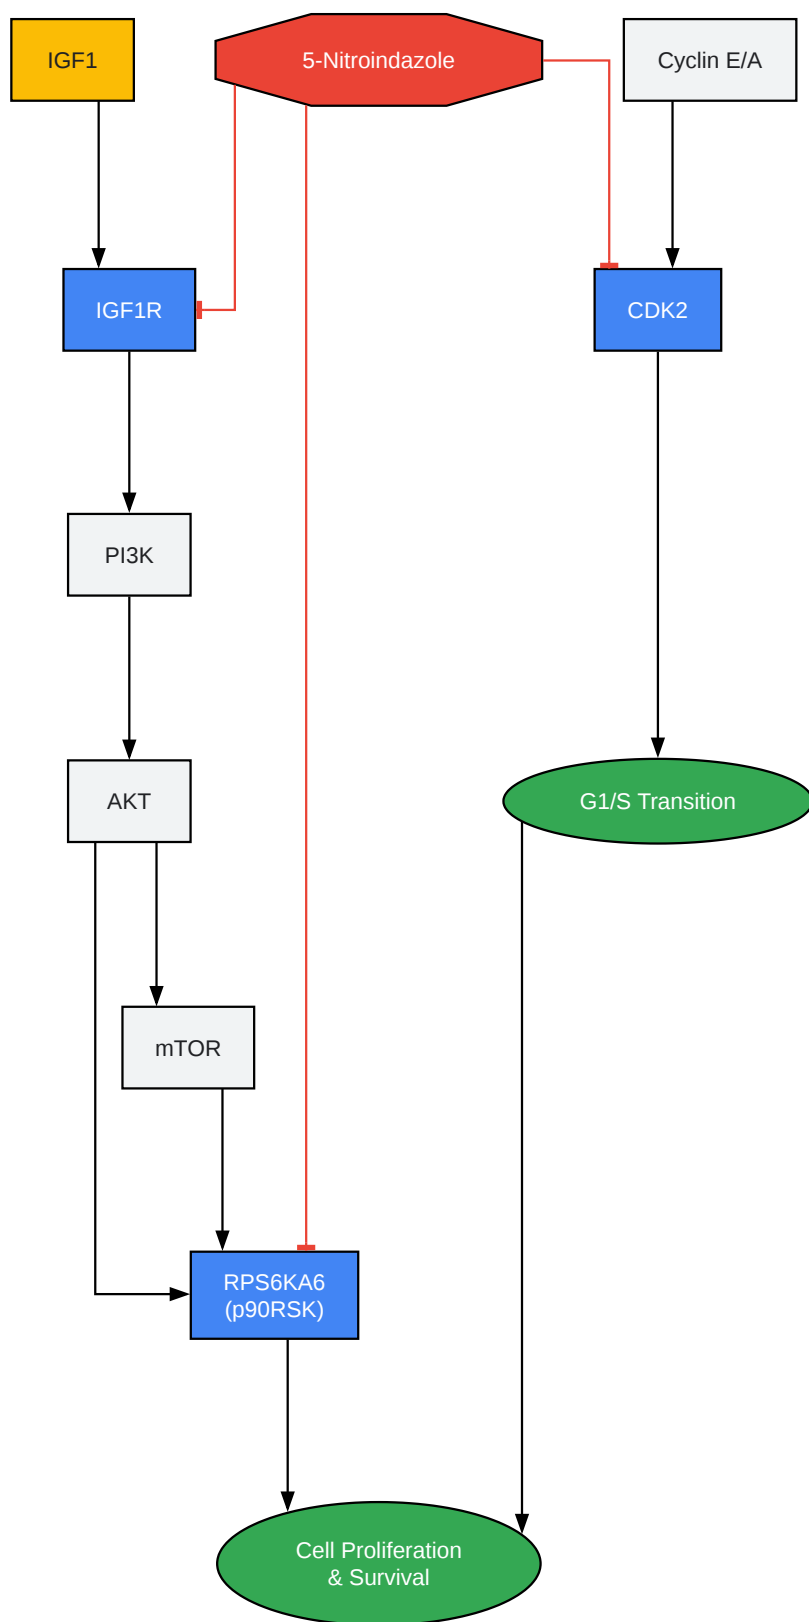 IGF1
5-Nitroindazole
Cyclin E/A
IGF1R
CDK2
PI3K
AKT
G1/S Transition
mTOR
RPS6KA6
(p90RSK)
Cell Proliferation
& Survival